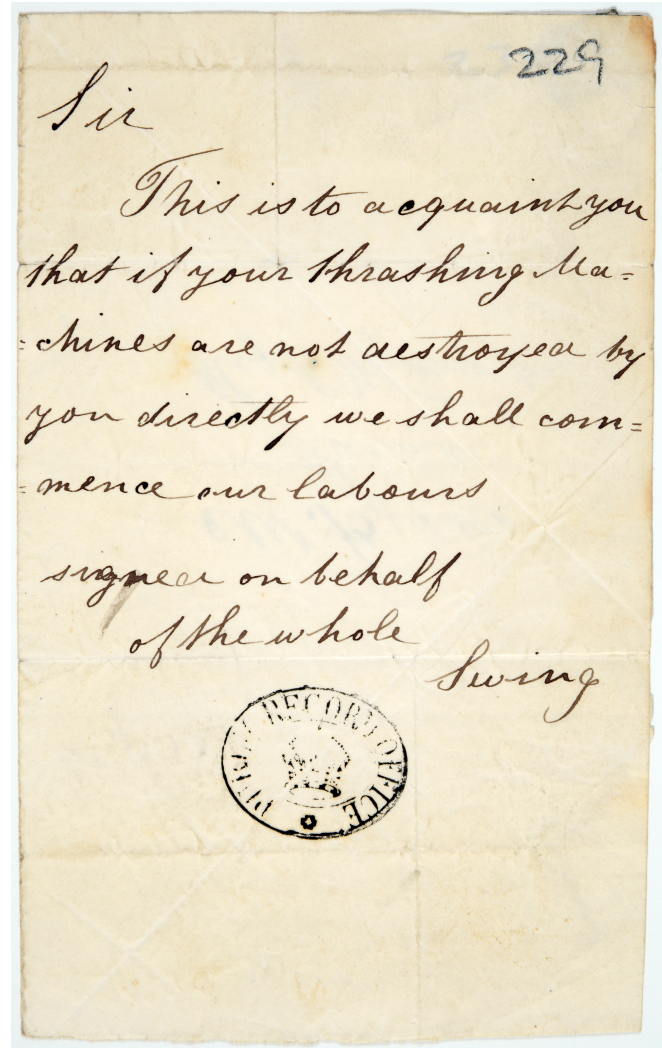 229
Sir
This is to acquaint you
that if your thrashing Ma=
=chines are not destroyed by
you directly we shall com=
=mence our labours
signed on behalf
of the whole
Swing
PUBLIC RECORD OFFICE